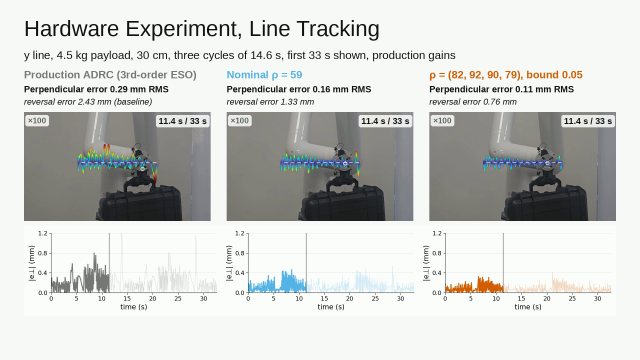 Hardware Experiment, Line Tracking
y line, 4.5 kg payload, 30 cm, three cycles of 14.6 s, first 33 s shown, production gains
Production ADRC (3rd-order ESO)
Perpendicular error 0.29 mm RMS
reversal error 2.43 mm (baseline)
×100
11.4 s / 33 s
|e⊥| (mm)
1.2
0.8
0.4
0.0
0 5 10 15 20 25 30
time (s)
Nominal ρ = 59
Perpendicular error 0.16 mm RMS
reversal error 1.33 mm
×100
11.4 s / 33 s
|e⊥| (mm)
1.2
0.8
0.4
0.0
0 5 10 15 20 25 30
time (s)
ρ = (82, 92, 90, 79), bound 0.05
Perpendicular error 0.11 mm RMS
reversal error 0.76 mm
×100
11.4 s / 33 s
|e⊥| (mm)
1.2
0.8
0.4
0.0
0 5 10 15 20 25 30
time (s)